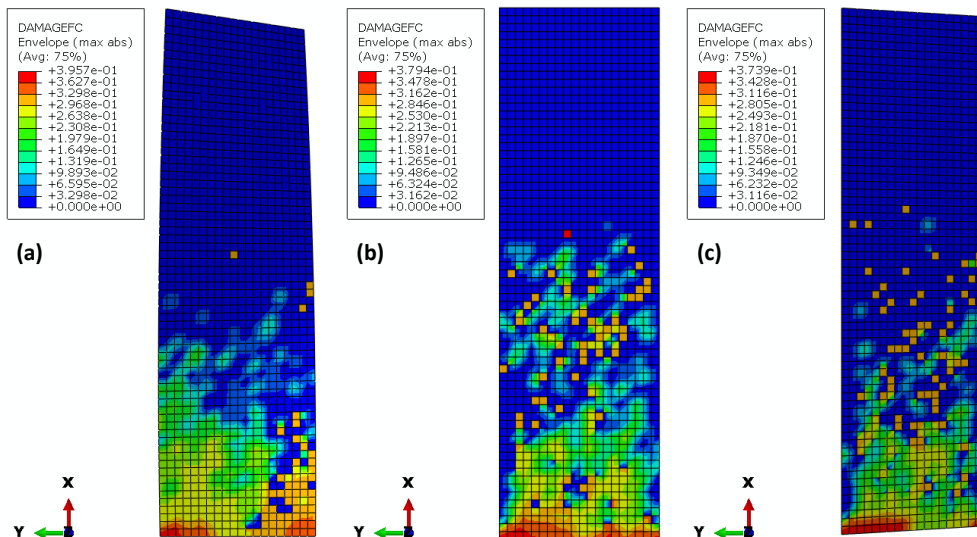 DAMAGEFC
Envelope (max abs)
(Avg: 75%)
+3.957e-01
+3.627e-01
+3.298e-01
+2.968e-01
+2.638e-01
+2.308e-01
+1.979e-01
+1.649e-01
+1.319e-01
+9.893e-02
+6.595e-02
+3.298e-02
+0.000e+00
(a)
X
Y
DAMAGEFC
Envelope (max abs)
(Avg: 75%)
+3.794e-01
+3.478e-01
+3.162e-01
+2.846e-01
+2.530e-01
+2.213e-01
+1.897e-01
+1.581e-01
+1.265e-01
+9.486e-02
+6.324e-02
+3.162e-02
+0.000e+00
(b)
X
Y
DAMAGEFC
Envelope (max abs)
(Avg: 75%)
+3.739e-01
+3.428e-01
+3.116e-01
+2.805e-01
+2.493e-01
+2.181e-01
+1.870e-01
+1.558e-01
+1.246e-01
+9.349e-02
+6.232e-02
+3.116e-02
+0.000e+00
(c)
X
Y